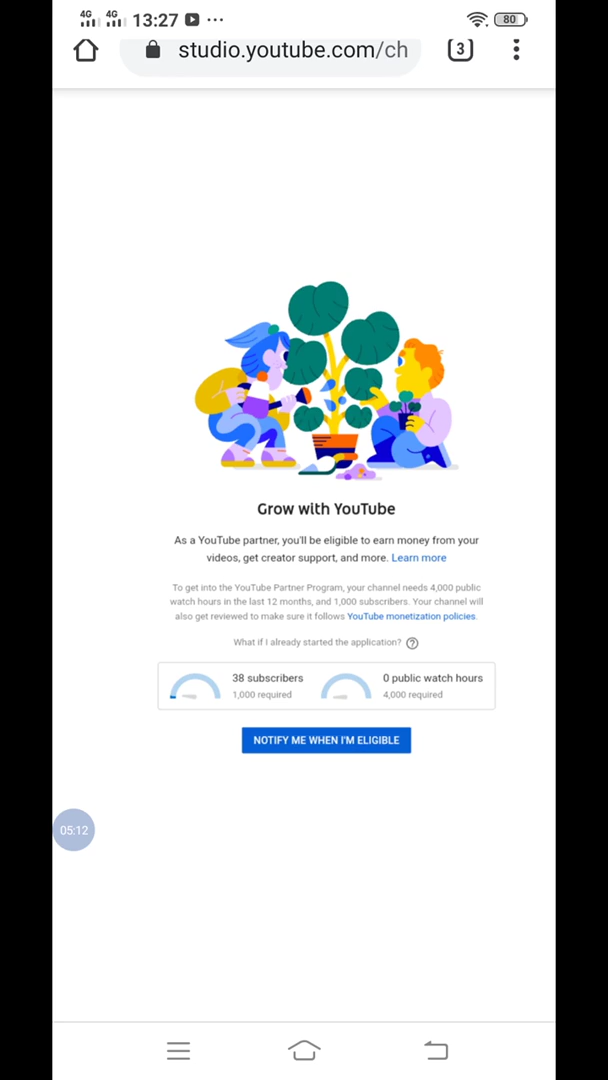 4G 4G 13:27 ... 80
studio.youtube.com/ch 3
Grow with YouTube
As a YouTube partner, you'll be eligible to earn money from your
videos, get creator support, and more. Learn more
To get into the YouTube Partner Program, your channel needs 4,000 public
watch hours in the last 12 months, and 1,000 subscribers. Your channel will
also get reviewed to make sure it follows YouTube monetization policies.
What if I already started the application? ?
38 subscribers 0 public watch hours
1,000 required 4,000 required
NOTIFY ME WHEN I'M ELIGIBLE
05:12